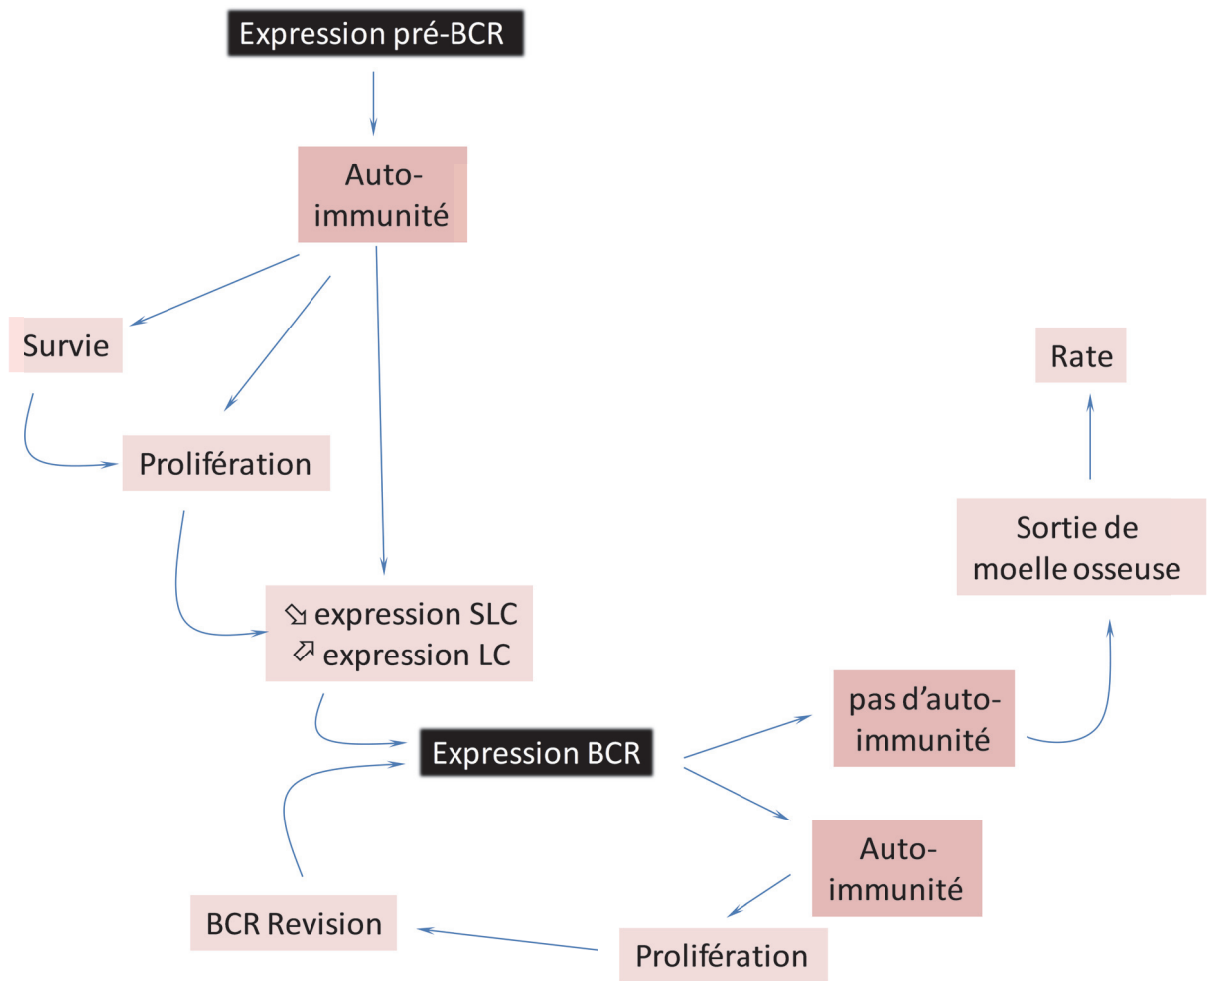 Expression pré-BCR
Auto-
immunité
Survie
Prolifération
expression SLC
expression LC
Expression BCR
pas d'auto-
immunité
Sortie de
moelle osseuse
Rate
Auto-
immunité
Prolifération
BCR Revision